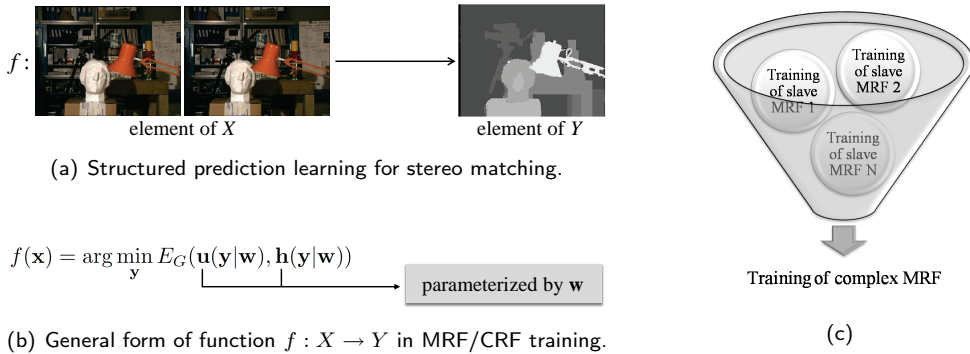 f:
element of X
element of Y
(a) Structured prediction learning for stereo matching.
f(x) = arg min_y E_G(u(y|w), h(y|w))
parameterized by w
(b) General form of function f : X → Y in MRF/CRF training.
Training
of slave
MRF 1
Training
of slave
MRF 2
Training
of slave
MRF N
Training of complex MRF
(c)